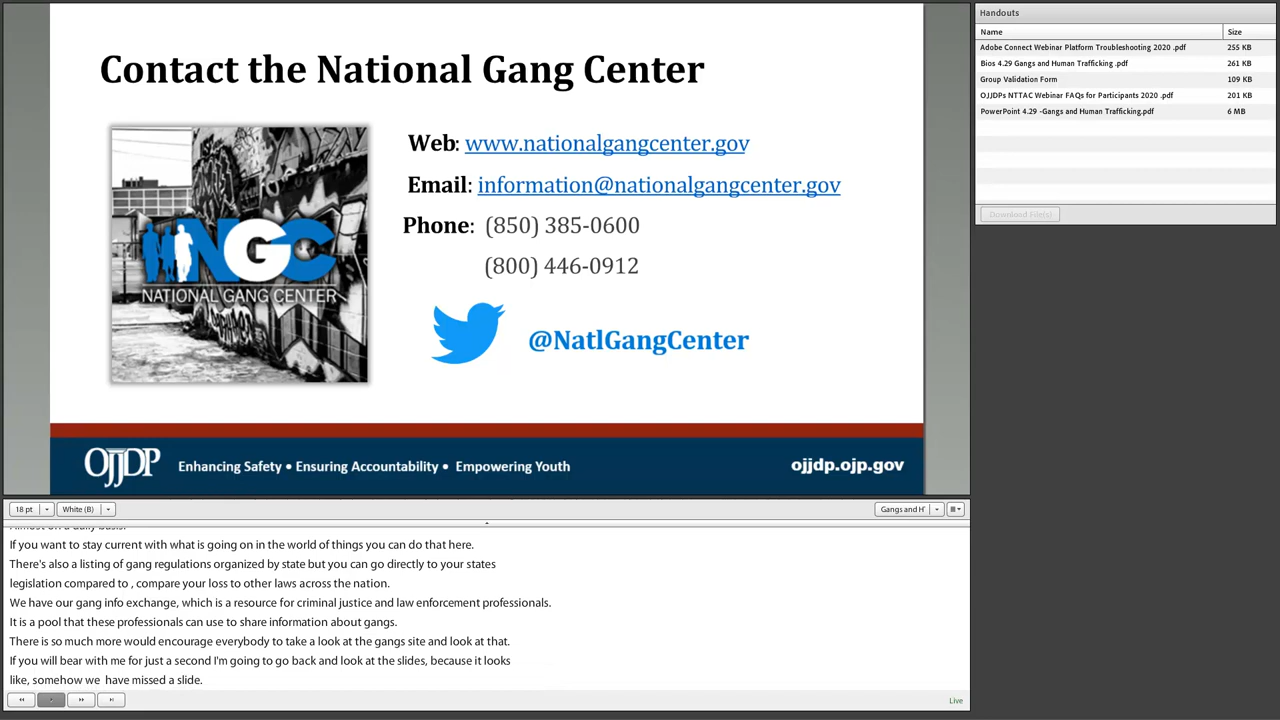 Contact the National Gang Center
NGC
NATIONAL GANG CENTER
Web: www.nationalgangcenter.gov
Email: information@nationalgangcenter.gov
Phone: (850) 385-0600
(800) 446-0912
@NatlGangCenter
OJJDP
Enhancing Safety • Ensuring Accountability • Empowering Youth
ojjdp.ojp.gov
Handouts
Name Size
Adobe Connect Webinar Platform Troubleshooting 2020 .pdf 255 KB
Bios 4.29 Gangs and Human Trafficking .pdf 261 KB
Group Validation Form 109 KB
OJJDPs NTTAC Webinar FAQs for Participants 2020 .pdf 201 KB
PowerPoint 4.29 -Gangs and Human Trafficking.pdf 6 MB
Download File(s)
18 pt White (B) Gangs and H'
Almost on a daily basis.
If you want to stay current with what is going on in the world of things you can do that here.
There's also a listing of gang regulations organized by state but you can go directly to your states
legislation compared to , compare your loss to other laws across the nation.
We have our gang info exchange, which is a resource for criminal justice and law enforcement professionals.
It is a pool that these professionals can use to share information about gangs.
There is so much more would encourage everybody to take a look at the gangs site and look at that.
If you will bear with me for just a second I'm going to go back and look at the slides, because it looks
like, somehow we have missed a slide.
Live